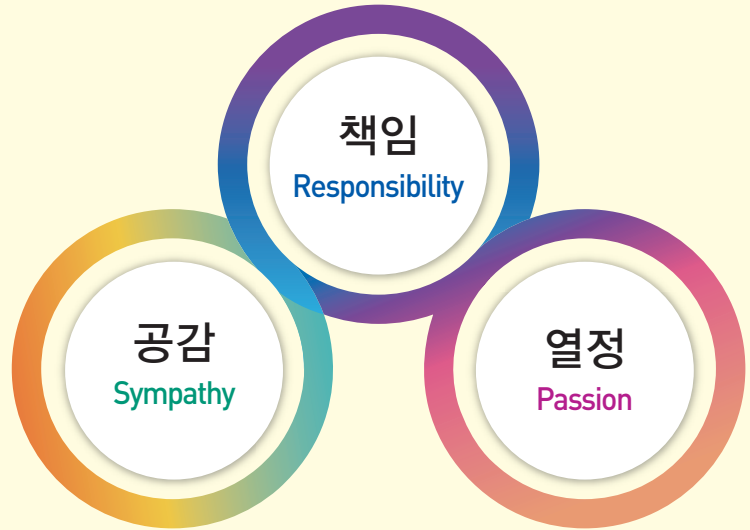 책임
Responsibility
공감
Sympathy
열정
Passion